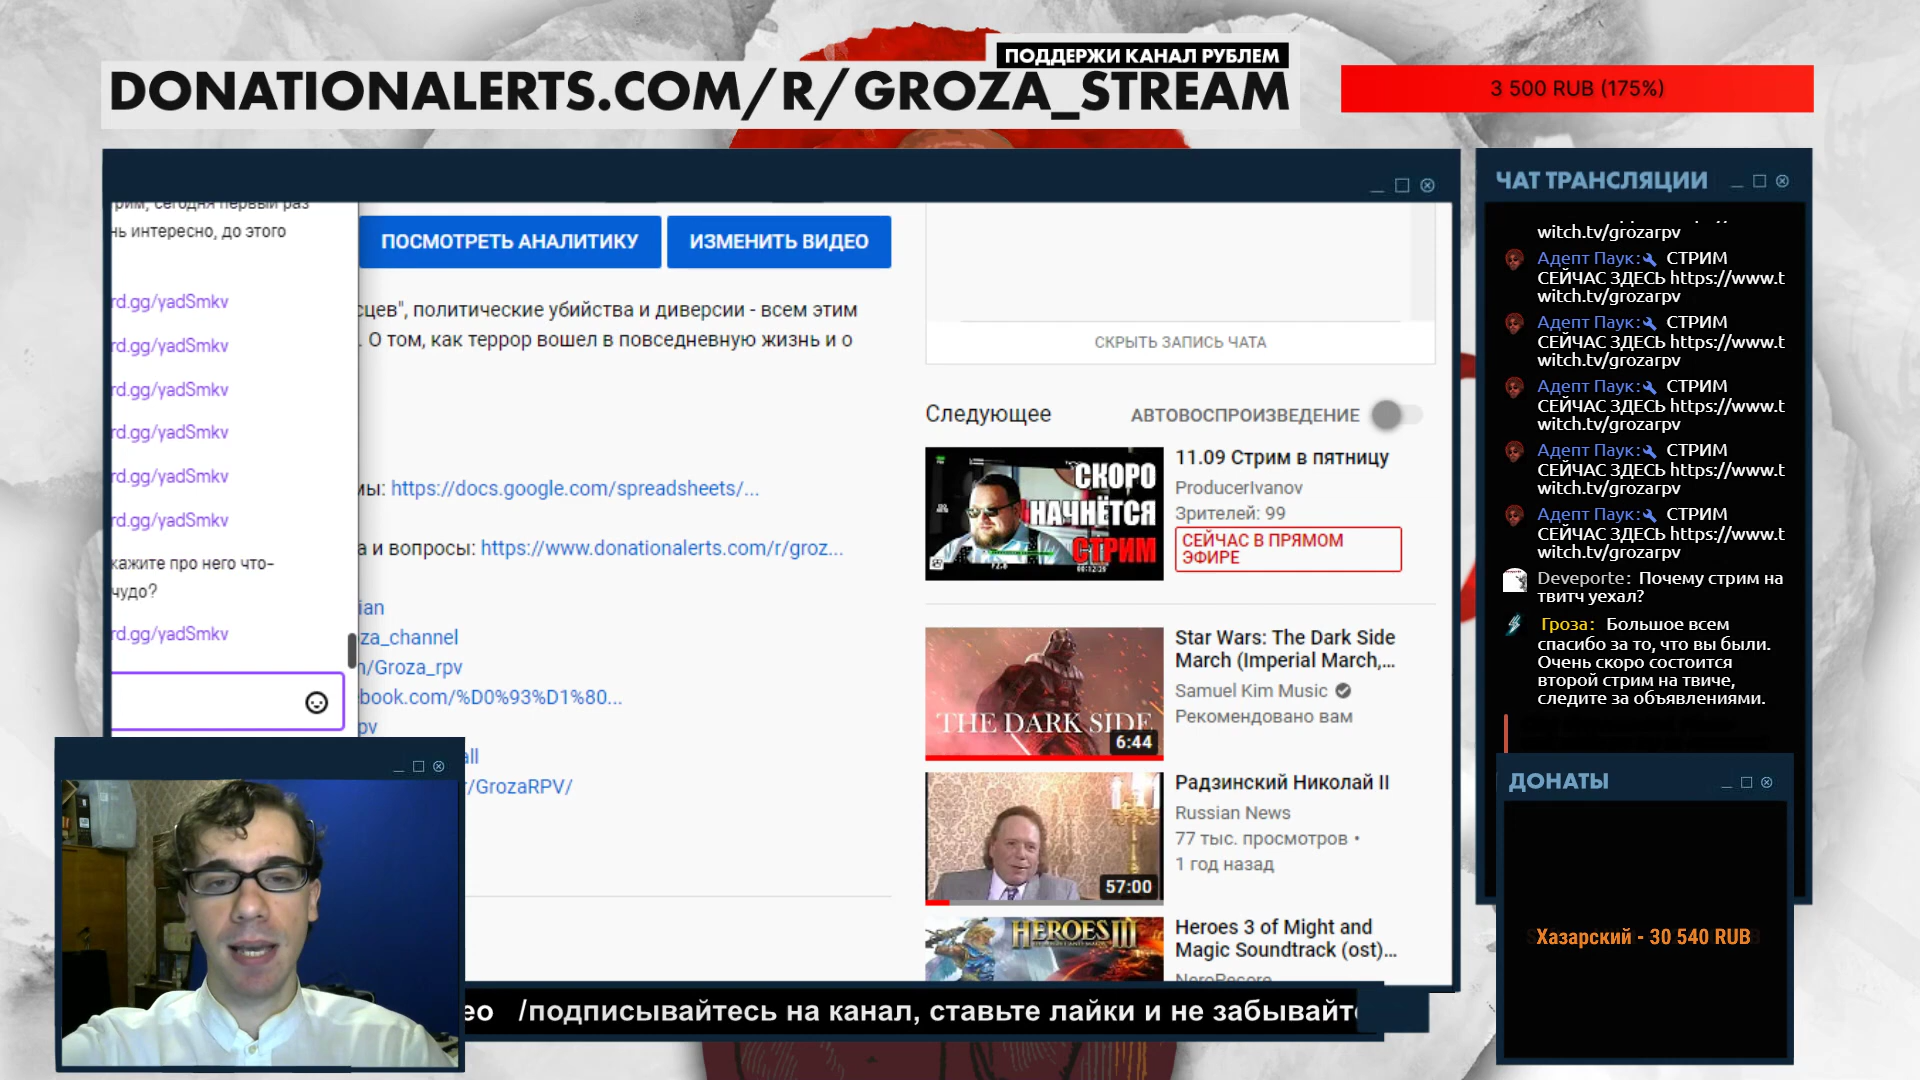 ПОДДЕРЖИ КАНАЛ РУБЛЕМ
DONATIONALERTS.COM/R/GROZA_STREAM
3 500 RUB (175%)
рим, сегодня первый раз
нь интересно, до этого
rd.gg/yadSmkv
rd.gg/yadSmkv
rd.gg/yadSmkv
rd.gg/yadSmkv
rd.gg/yadSmkv
rd.gg/yadSmkv
кажите про него что-
чудо?
rd.gg/yadSmkv
ПОСМОТРЕТЬ АНАЛИТИКУ
ИЗМЕНИТЬ ВИДЕО
сцев", политические убийства и диверсии - всем этим
. О том, как террор вошел в повседневную жизнь и о
мы: https://docs.google.com/spreadsheets/...
а и вопросы: https://www.donationalerts.com/r/groz...
ian
za_channel
n/Groza_rpv
book.com/%D0%93%D1%80...
pv
all
r/GrozaRPV/
СКРЫТЬ ЗАПИСЬ ЧАТА
Следующее
АВТОВОСПРОИЗВЕДЕНИЕ
СКОРО
НАЧНЁТСЯ
СТРИМ
11.09 Стрим в пятницу
ProducerIvanov
Зрителей: 99
СЕЙЧАС В ПРЯМОМ
ЭФИРЕ
THE DARK SIDE
6:44
Star Wars: The Dark Side
March (Imperial March,...
Samuel Kim Music
Рекомендовано вам
57:00
Радзинский Николай II
Russian News
77 тыс. просмотров •
1 год назад
HEROES III
Heroes 3 of Might and
Magic Soundtrack (ost)...
NeroRecore
ео /подписывайтесь на канал, ставьте лайки и не забывайте
ЧАТ ТРАНСЛЯЦИИ
witch.tv/grozarpv
Адепт Паук: СТРИМ
СЕЙЧАС ЗДЕСЬ https://www.t
witch.tv/grozarpv
Адепт Паук: СТРИМ
СЕЙЧАС ЗДЕСЬ https://www.t
witch.tv/grozarpv
Адепт Паук: СТРИМ
СЕЙЧАС ЗДЕСЬ https://www.t
witch.tv/grozarpv
Адепт Паук: СТРИМ
СЕЙЧАС ЗДЕСЬ https://www.t
witch.tv/grozarpv
Адепт Паук: СТРИМ
СЕЙЧАС ЗДЕСЬ https://www.t
witch.tv/grozarpv
Deveporte: Почему стрим на
твитч уехал?
Гроза: Большое всем
спасибо за то, что вы были.
Очень скоро состоится
второй стрим на твиче,
следите за объявлениями.
ДОНАТЫ
Хазарский - 30 540 RUB